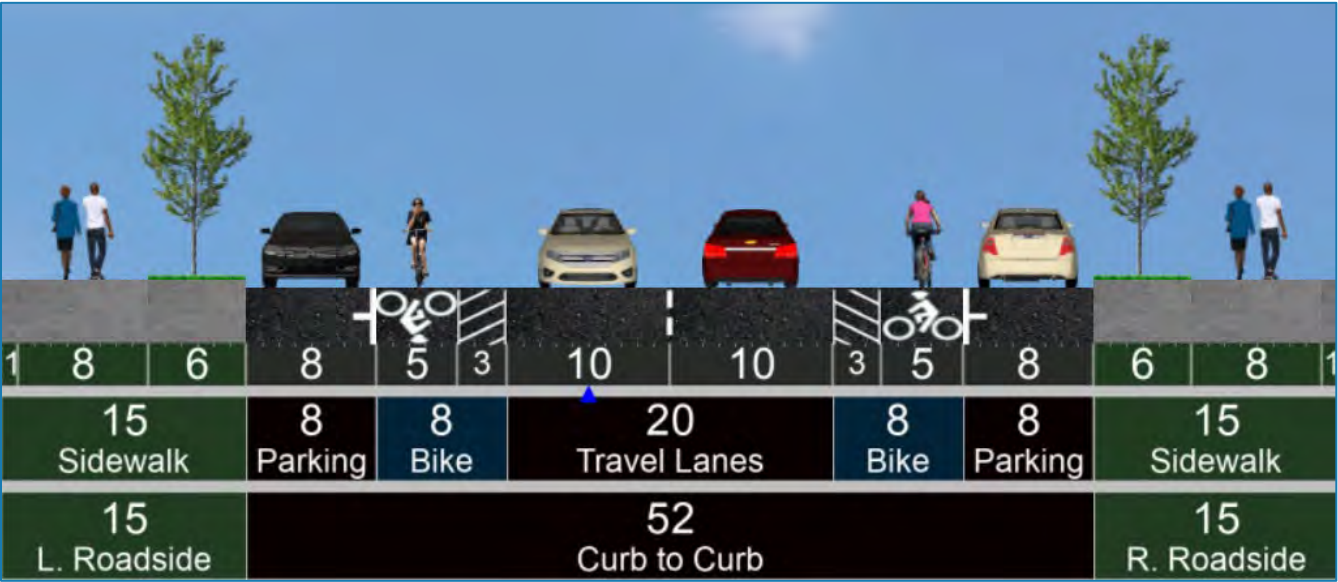 1 8 6 8 5 3 10 10 3 5 8 6 8 1
15 8 8 20 8 8 15
Sidewalk Parking Bike Travel Lanes Bike Parking Sidewalk
15 52 15
L. Roadside Curb to Curb R. Roadside